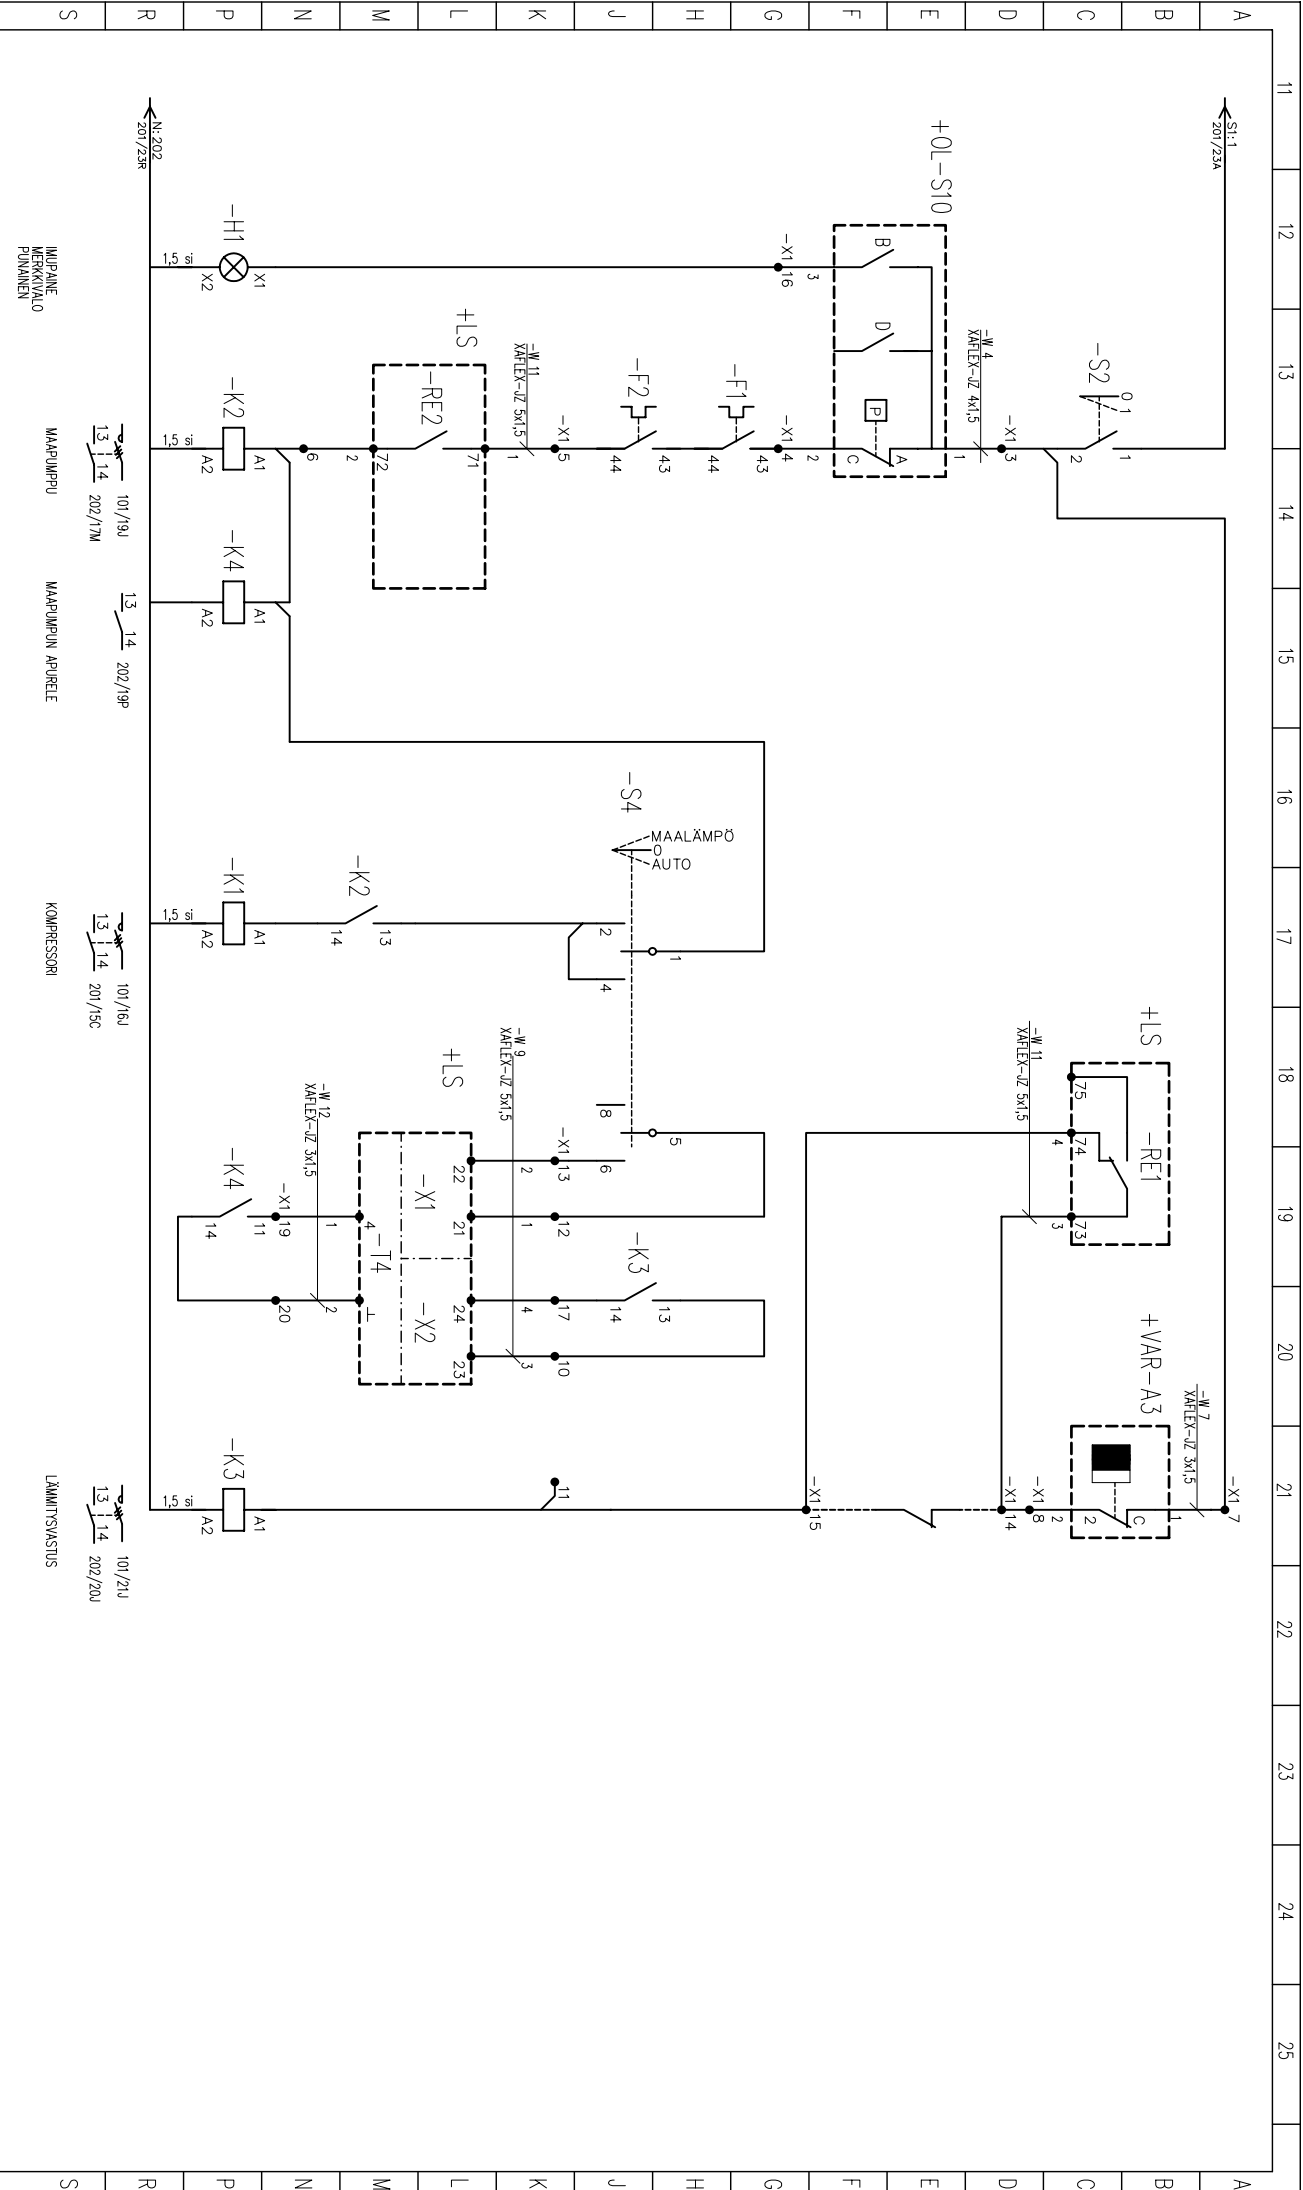 11
12
13
14
15
16
17
18
19
20
21
22
23
24
25
A
B
C
D
E
F
G
H
J
K
L
M
N
P
R
S
A
B
C
D
E
F
G
H
J
K
L
M
N
P
R
S
S1:1
201/23A
N:202
201/23R
+OL-S10
B
D
P
A
C
3
2
1
-X1
16
-H1
X1
X2
1,5 si
IMUPAINE
MERKKIVALO
PUNAINEN
-S2
0
1
1
2
-X1
3
-W 4
XAFLEX-JZ 4x1,5
-X1
4
-F1
43
44
-F2
43
44
-X1
5
-W 11
XAFLEX-JZ 5x1,5
1
+LS
-RE2
71
72
2
6
-K2
A1
A2
1,5 si
13
14
101/19J
202/17M
MAAPUMPPU
-K4
A1
A2
13
14
202/19P
MAAPUMPUN APURELE
-S4
MAALÄMPÖ
0
AUTO
1
2
4
5
6
8
-K2
13
14
-K1
A1
A2
1,5 si
13
14
101/16J
201/15C
KOMPRESSORI
+LS
-RE1
75
74
73
4
3
-W 11
XAFLEX-JZ 5x1,5
-X1
13
12
17
10
-W 9
XAFLEX-JZ 5x1,5
2
1
4
3
+LS
22
21
24
23
-X1
-X2
-T4
4
⊥
-W 12
XAFLEX-JZ 3x1,5
1
2
-X1
19
20
-K4
11
14
-K3
13
14
+VAR-A3
C
2
1
2
-W 7
XAFLEX-JZ 3x1,5
-X1
7
-X1
8
-X1
14
-X1
15
11
-K3
A1
A2
1,5 si
13
14
101/21J
202/20J
LÄMMITYSVASTUS